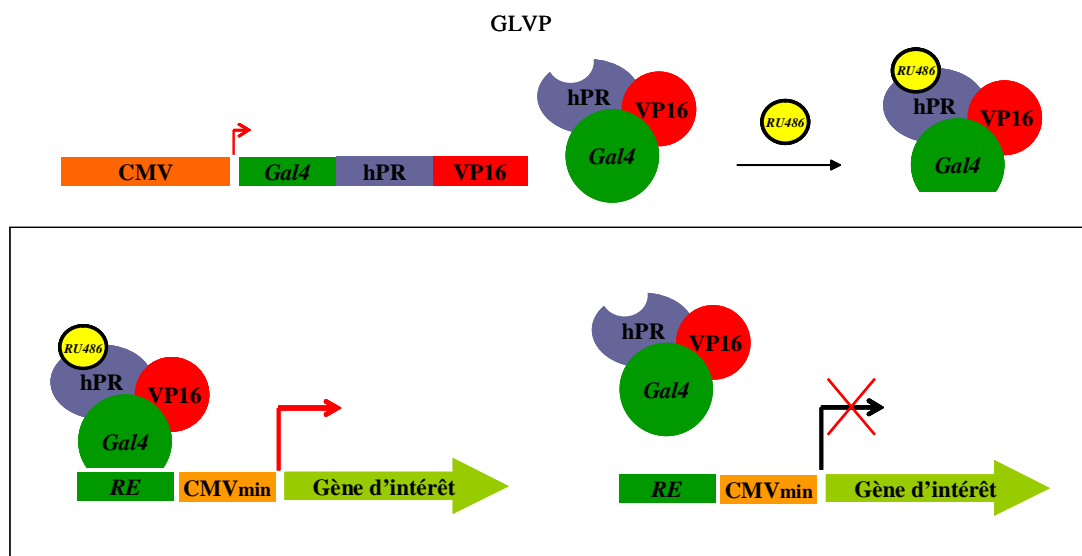 GLVP
CMV
Gal4
hPR
VP16
hPR
VP16
Gal4
RU486
RU486
hPR
VP16
Gal4
RU486
hPR
VP16
Gal4
RE
CMVmin
Gène d'intérêt
hPR
VP16
Gal4
RE
CMVmin
Gène d'intérêt